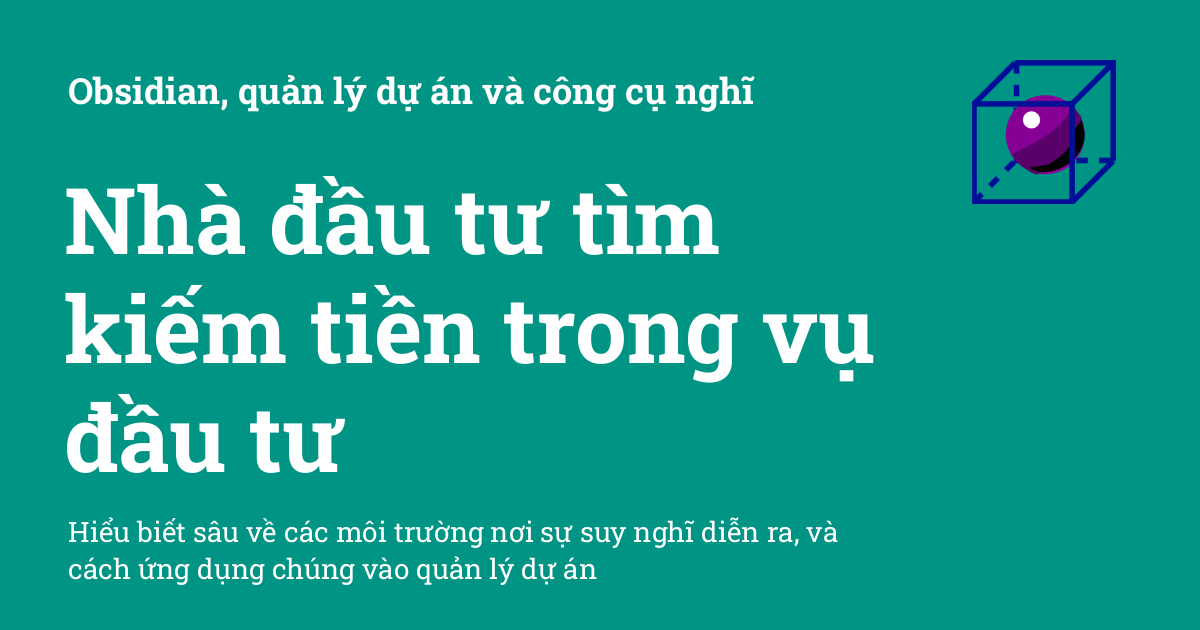 Obsidian, quản lý dự án và công cụ nghĩ
Nhà đầu tư tìm
kiếm tiền trong vụ
đầu tư
Hiểu biết sâu về các môi trường nơi sự suy nghĩ diễn ra, và
cách ứng dụng chúng vào quản lý dự án